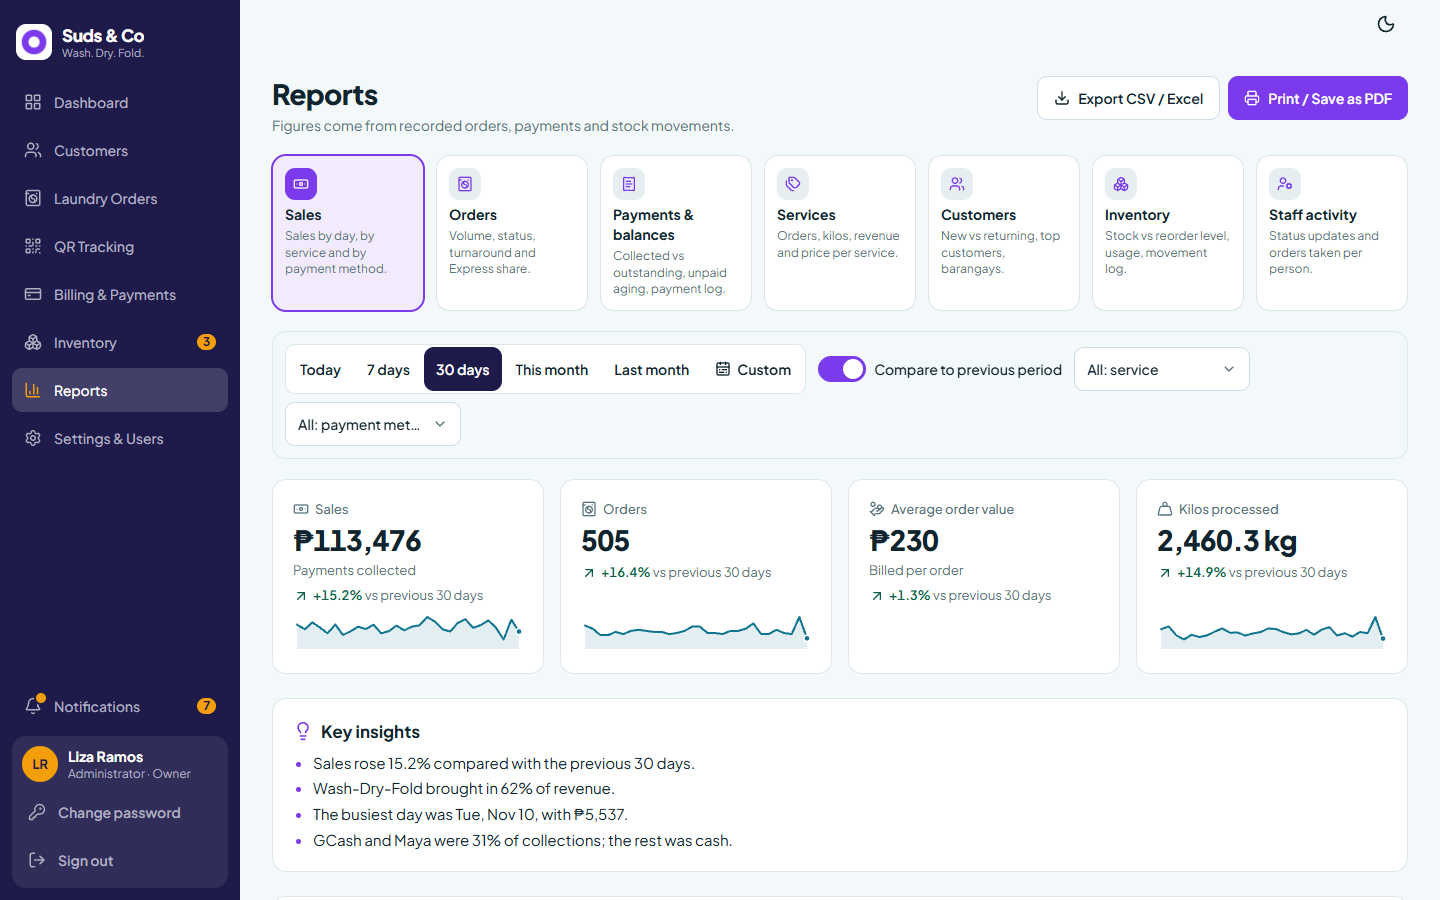 Suds & Co
Wash. Dry. Fold.
Dashboard
Customers
Laundry Orders
QR Tracking
Billing & Payments
Inventory
3
Reports
Settings & Users
Notifications
7
LR
Liza Ramos
Administrator · Owner
Change password
Sign out
Reports
Figures come from recorded orders, payments and stock movements.
Export CSV / Excel
Print / Save as PDF
Sales
Sales by day, by
service and by
payment method.
Orders
Volume, status,
turnaround and
Express share.
Payments &
balances
Collected vs
outstanding, unpaid
aging, payment log.
Services
Orders, kilos, revenue
and price per service.
Customers
New vs returning, top
customers,
barangays.
Inventory
Stock vs reorder level,
usage, movement
log.
Staff activity
Status updates and
orders taken per
person.
Today
7 days
30 days
This month
Last month
Custom
Compare to previous period
All: service
All: payment met...
Sales
₱113,476
Payments collected
+15.2% vs previous 30 days
Orders
505
+16.4% vs previous 30 days
Average order value
₱230
Billed per order
+1.3% vs previous 30 days
Kilos processed
2,460.3 kg
+14.9% vs previous 30 days
Key insights
Sales rose 15.2% compared with the previous 30 days.
Wash-Dry-Fold brought in 62% of revenue.
The busiest day was Tue, Nov 10, with ₱5,537.
GCash and Maya were 31% of collections; the rest was cash.